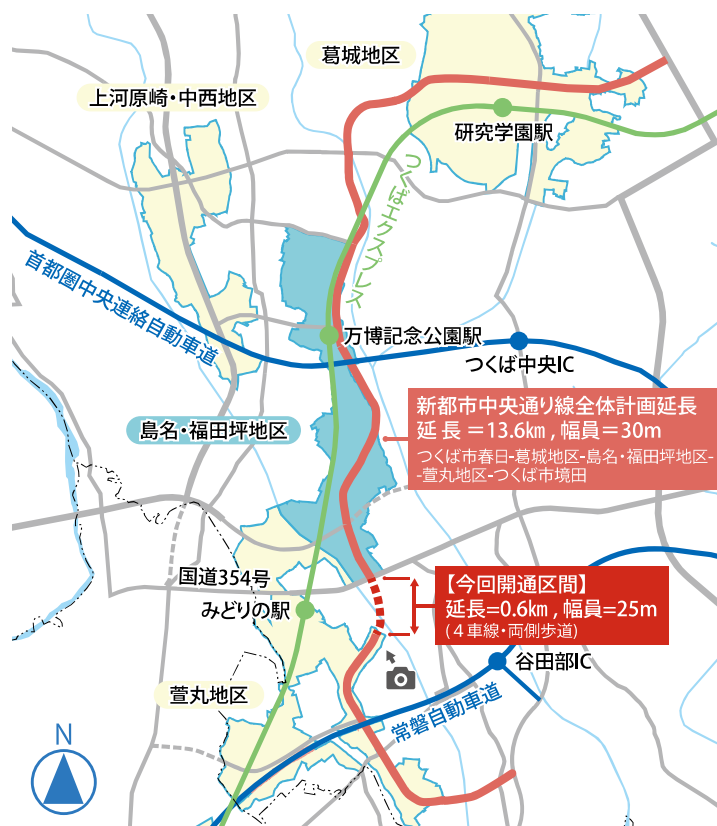 葛城地区
上河原崎・中西地区
研究学園駅
つくばエクスプレス
首都圏中央連絡自動車道
万博記念公園駅
つくば中央IC
新都市中央通り線全体計画延長
延長＝13.6㎞ , 幅員＝30m
つくば市春日-葛城地区-島名・福田坪地区-
-萱丸地区-つくば市境田
島名・福田坪地区
国道354号
みどりの駅
【今回開通区間】
延長=0.6㎞ , 幅員=25m
(４車線・両側歩道)
谷田部IC
萱丸地区
常磐自動車道
N